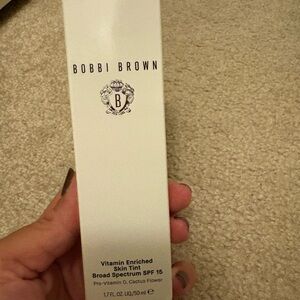 BOBBI BROWN
B
Vitamin Enriched
Skin Tint
Broad Spectrum SPF 15
Pro-Vitamin D, Cactus Flower
1.7 FL.OZ.LIQ./50 ml ℮